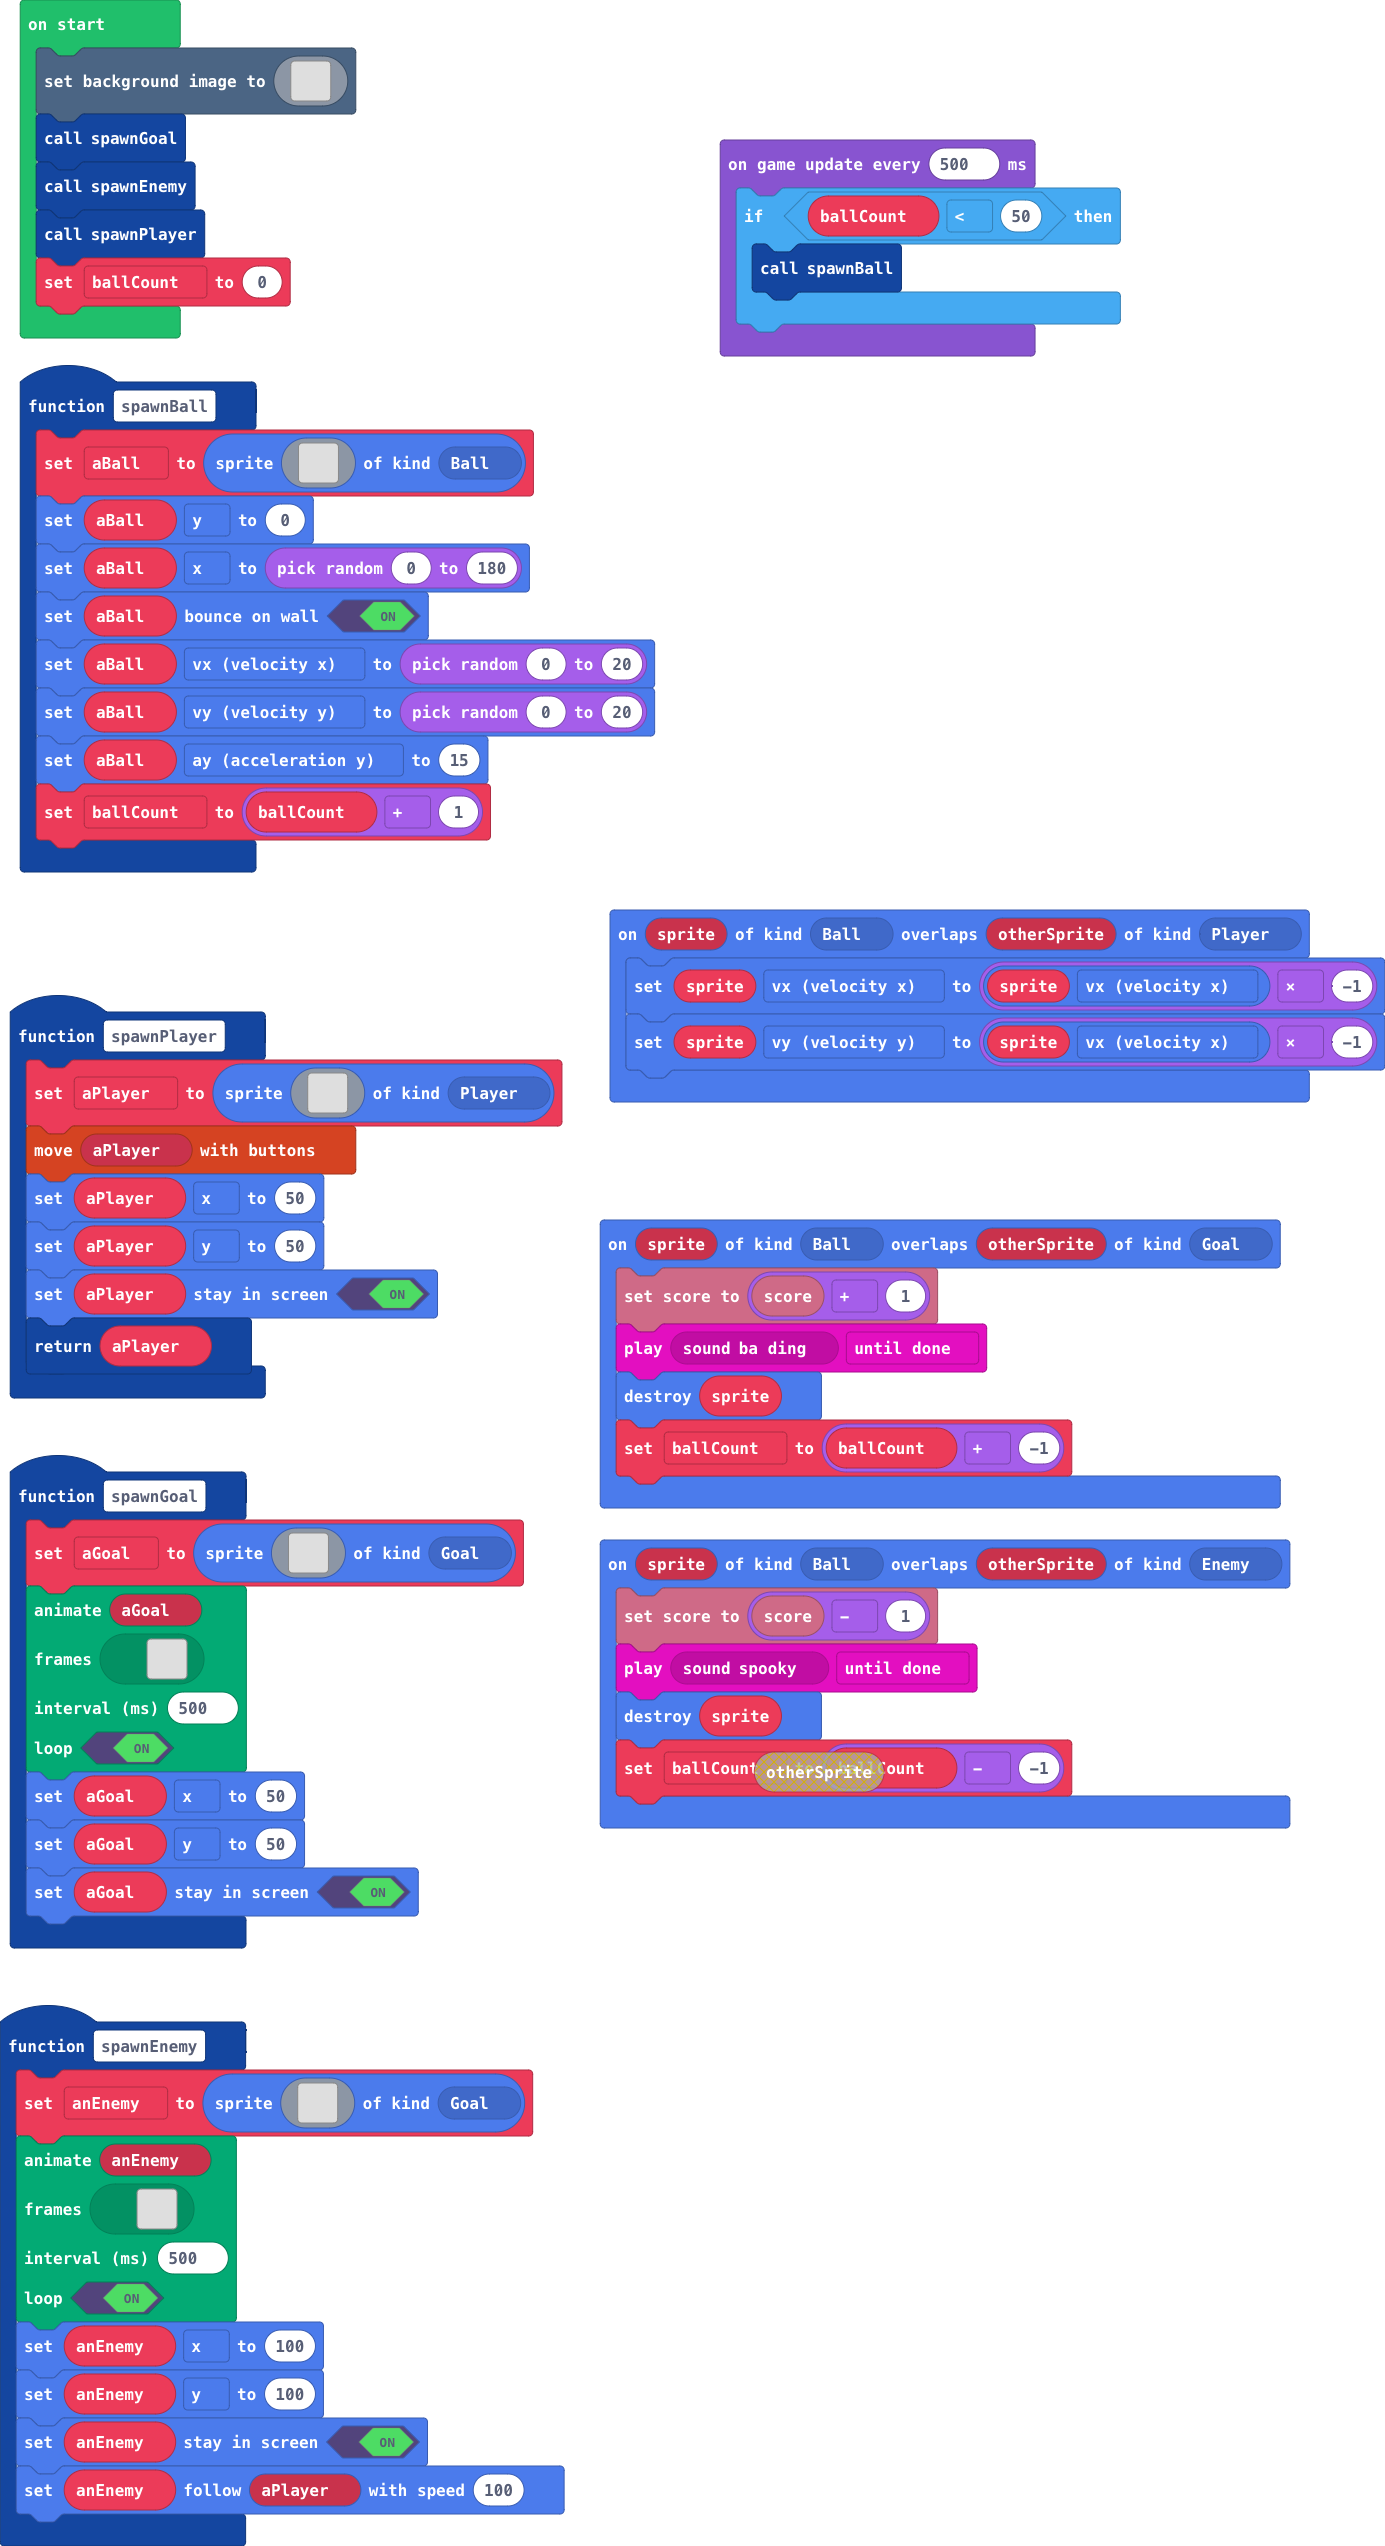 on start
set background image to
call spawnGoal
call spawnEnemy
call spawnPlayer
set ballCount to 0
on game update every 500 ms
if ballCount < 50 then
call spawnBall
function spawnBall
set aBall to sprite of kind Ball
set aBall y to 0
set aBall x to pick random 0 to 180
set aBall bounce on wall ON
set aBall vx (velocity x) to pick random 0 to 20
set aBall vy (velocity y) to pick random 0 to 20
set aBall ay (acceleration y) to 15
set ballCount to ballCount + 1
on sprite of kind Ball overlaps otherSprite of kind Player
set sprite vx (velocity x) to sprite vx (velocity x) × -1
set sprite vy (velocity y) to sprite vx (velocity x) × -1
function spawnPlayer
set aPlayer to sprite of kind Player
move aPlayer with buttons
set aPlayer x to 50
set aPlayer y to 50
set aPlayer stay in screen ON
return aPlayer
on sprite of kind Ball overlaps otherSprite of kind Goal
set score to score + 1
play sound ba ding until done
destroy sprite
set ballCount to ballCount + -1
function spawnGoal
set aGoal to sprite of kind Goal
animate aGoal
frames
interval (ms) 500
loop ON
set aGoal x to 50
set aGoal y to 50
set aGoal stay in screen ON
on sprite of kind Ball overlaps otherSprite of kind Enemy
set score to score - 1
play sound spooky until done
destroy sprite
set ballCount otherSprite Count - -1
function spawnEnemy
set anEnemy to sprite of kind Goal
animate anEnemy
frames
interval (ms) 500
loop ON
set anEnemy x to 100
set anEnemy y to 100
set anEnemy stay in screen ON
set anEnemy follow aPlayer with speed 100